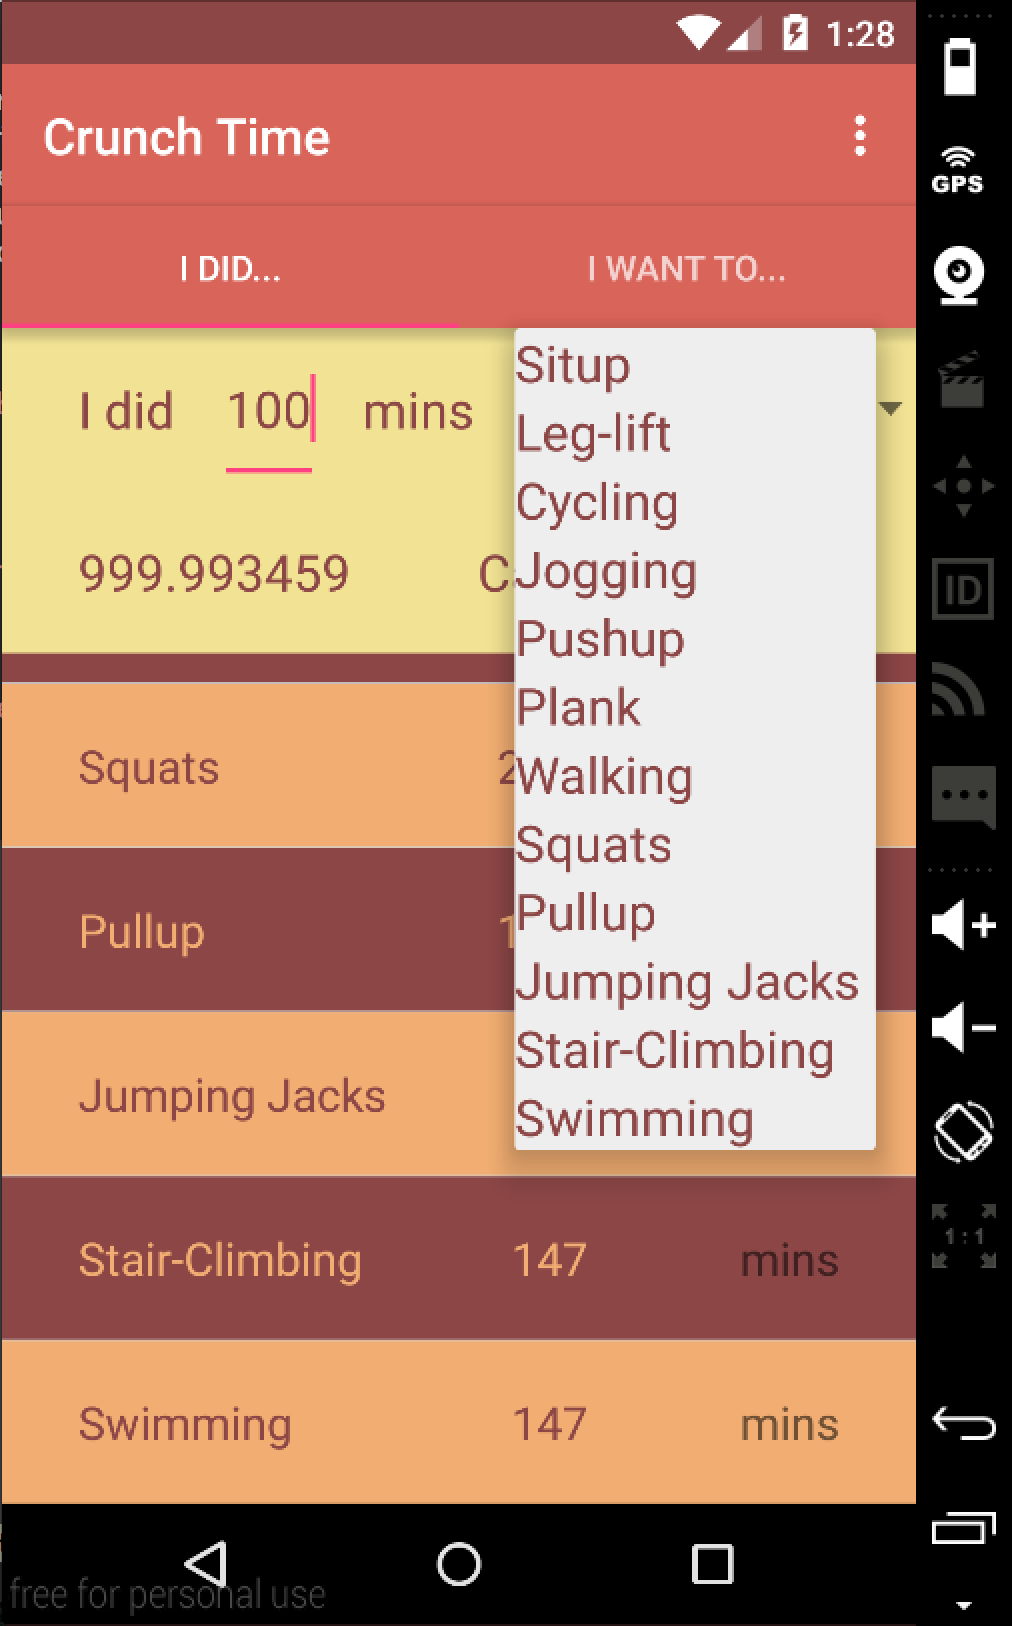 1:28
GPS
Crunch Time
I DID... I WANT TO...
I did 100 mins
999.993459
Situp
Leg-lift
Cycling
Jogging
Pushup
Plank
Walking
Squats
Pullup
Jumping Jacks
Stair-Climbing
Swimming
ID
Squats
Pullup
Jumping Jacks
Stair-Climbing 147 mins
1:1
Swimming 147 mins
free for personal use